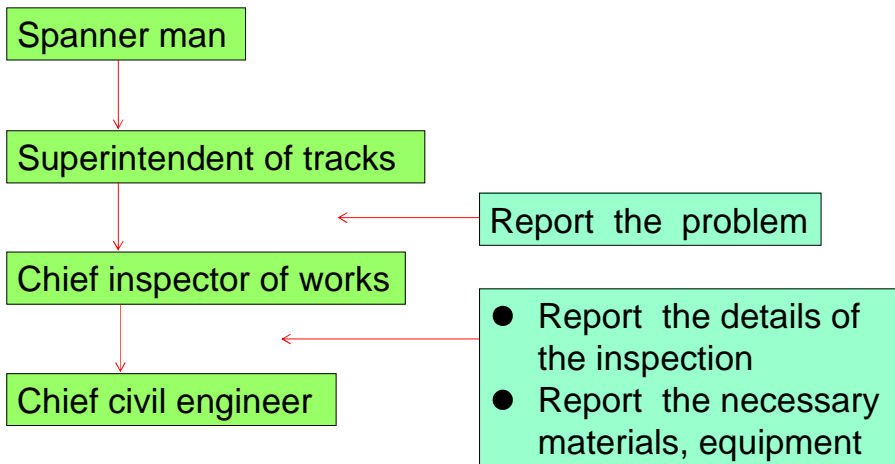 Spanner man
Superintendent of tracks
Report the problem
Chief inspector of works
● Report the details of
the inspection
● Report the necessary
materials, equipment
Chief civil engineer